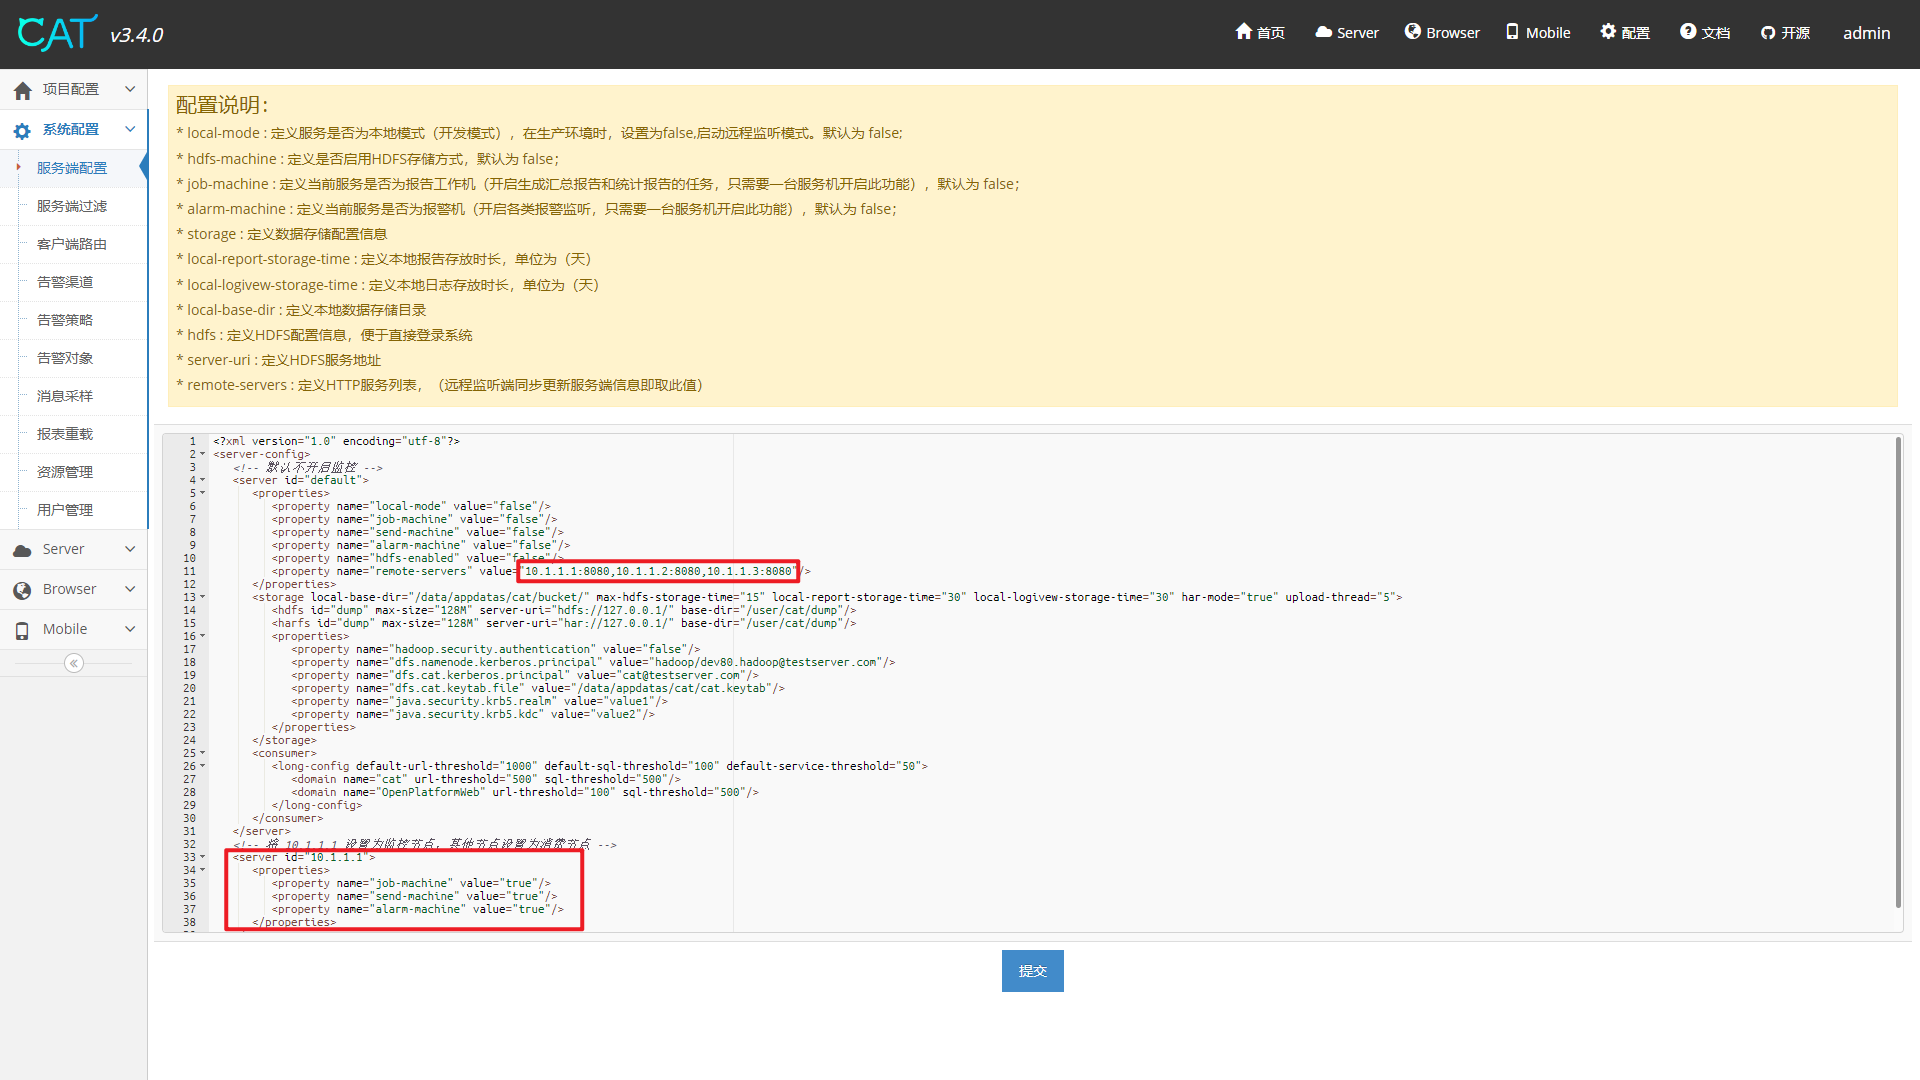 CAT v3.4.0
首页 Server Browser Mobile 配置 文档 开源 admin
项目配置
系统配置
服务端配置
服务端过滤
客户端路由
告警渠道
告警策略
告警对象
消息采样
报表重载
资源管理
用户管理
Server
Browser
Mobile
配置说明：
* local-mode : 定义服务是否为本地模式（开发模式），在生产环境时，设置为false,启动远程监听模式。默认为 false;
* hdfs-machine : 定义是否启用HDFS存储方式，默认为 false；
* job-machine : 定义当前服务是否为报告工作机（开启生成汇总报告和统计报告的任务，只需要一台服务机开启此功能），默认为 false；
* alarm-machine : 定义当前服务是否为报警机（开启各类报警监听，只需要一台服务机开启此功能），默认为 false；
* storage : 定义数据存储配置信息
* local-report-storage-time : 定义本地报告存放时长，单位为（天）
* local-logivew-storage-time : 定义本地日志存放时长，单位为（天）
* local-base-dir : 定义本地数据存储目录
* hdfs : 定义HDFS配置信息，便于直接登录系统
* server-uri : 定义HDFS服务地址
* remote-servers : 定义HTTP服务列表，（远程监听端同步更新服务端信息即取此值）
1 <?xml version="1.0" encoding="utf-8"?>
2 <server-config>
3 <!-- 默认不开启监控 -->
4 <server id="default">
5 <properties>
6 <property name="local-mode" value="false"/>
7 <property name="job-machine" value="false"/>
8 <property name="send-machine" value="false"/>
9 <property name="alarm-machine" value="false"/>
10 <property name="hdfs-enabled" value="false"/>
11 <property name="remote-servers" value="10.1.1.1:8080,10.1.1.2:8080,10.1.1.3:8080"/>
12 </properties>
13 <storage local-base-dir="/data/appdatas/cat/bucket/" max-hdfs-storage-time="15" local-report-storage-time="30" local-logivew-storage-time="30" har-mode="true" upload-thread="5">
14 <hdfs id="dump" max-size="128M" server-uri="hdfs://127.0.0.1/" base-dir="/user/cat/dump"/>
15 <harfs id="dump" max-size="128M" server-uri="har://127.0.0.1/" base-dir="/user/cat/dump"/>
16 <properties>
17 <property name="hadoop.security.authentication" value="false"/>
18 <property name="dfs.namenode.kerberos.principal" value="hadoop/dev80.hadoop@testserver.com"/>
19 <property name="dfs.cat.kerberos.principal" value="cat@testserver.com"/>
20 <property name="dfs.cat.keytab.file" value="/data/appdatas/cat/cat.keytab"/>
21 <property name="java.security.krb5.realm" value="value1"/>
22 <property name="java.security.krb5.kdc" value="value2"/>
23 </properties>
24 </storage>
25 <consumer>
26 <long-config default-url-threshold="1000" default-sql-threshold="100" default-service-threshold="50">
27 <domain name="cat" url-threshold="500" sql-threshold="500"/>
28 <domain name="OpenPlatformWeb" url-threshold="100" sql-threshold="500"/>
29 </long-config>
30 </consumer>
31 </server>
32 <!-- 将 10.1.1.1 设置为监控节点，其他节点设置为消费节点 -->
33 <server id="10.1.1.1">
34 <properties>
35 <property name="job-machine" value="true"/>
36 <property name="send-machine" value="true"/>
37 <property name="alarm-machine" value="true"/>
38 </properties>
提交